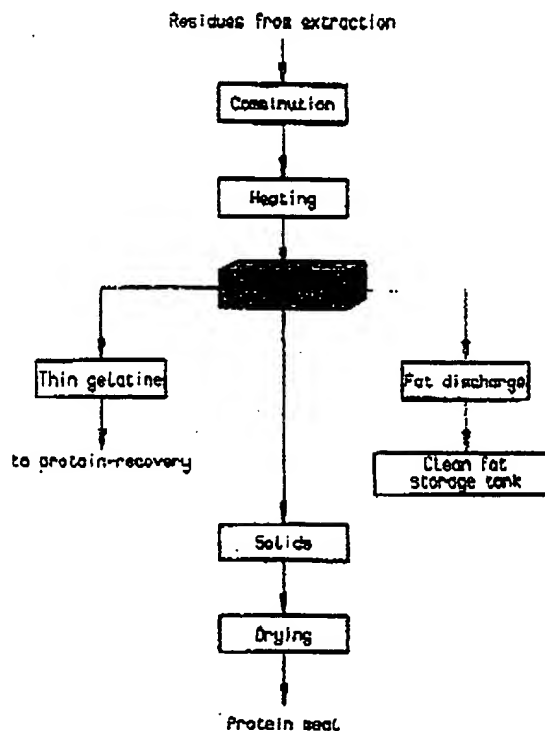 Residues from extraction
Comminution
Heating
Thin gelatine
Fat discharge
to protein-recovery
Clean fat
storage tank
Solids
Drying
Protein meal